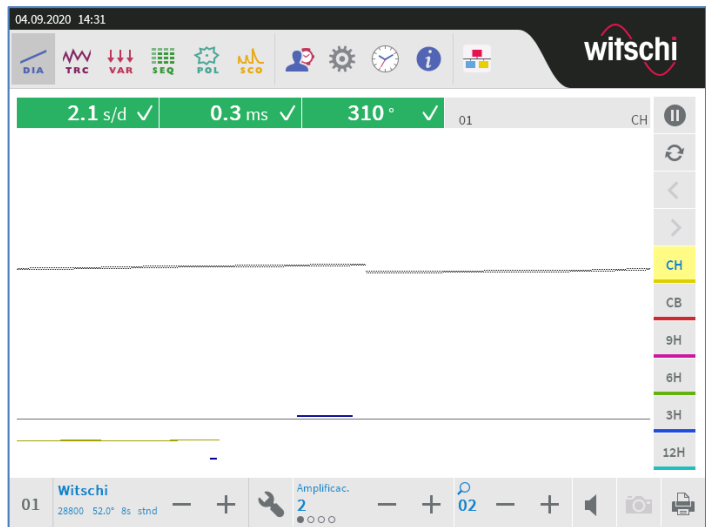 04.09.2020 14:31
DIA TRC VAR SEQ POL SCO
witschi
2.1 s/d ✓ 0.3 ms ✓ 310 ° ✓ 01 CH
CH
CB
9H
6H
3H
12H
01 Witschi
28800 52.0° 8s stnd
Amplificac.
2
02